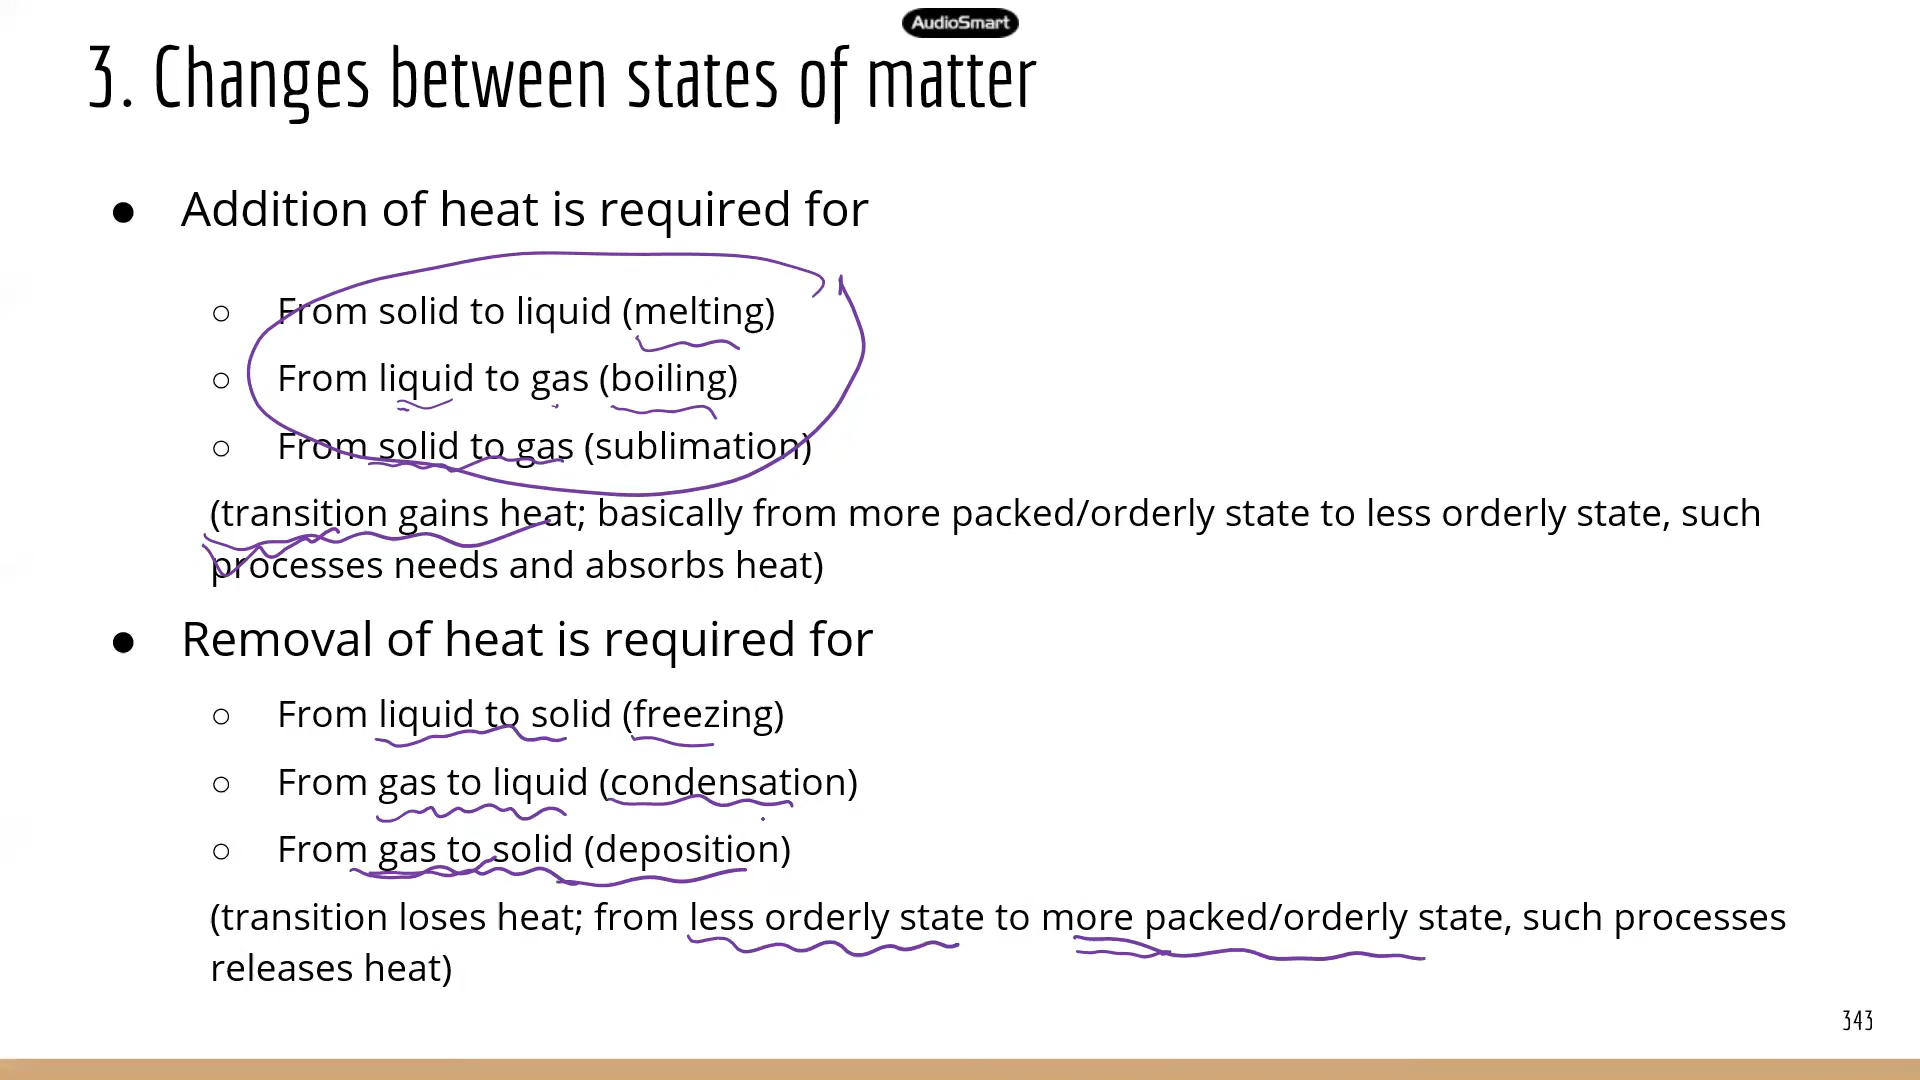 AudioSmart
3. Changes between states of matter
● Addition of heat is required for
○ From solid to liquid (melting)
○ From liquid to gas (boiling)
○ From solid to gas (sublimation)
(transition gains heat; basically from more packed/orderly state to less orderly state, such
processes needs and absorbs heat)
● Removal of heat is required for
○ From liquid to solid (freezing)
○ From gas to liquid (condensation)
○ From gas to solid (deposition)
(transition loses heat; from less orderly state to more packed/orderly state, such processes
releases heat)
343